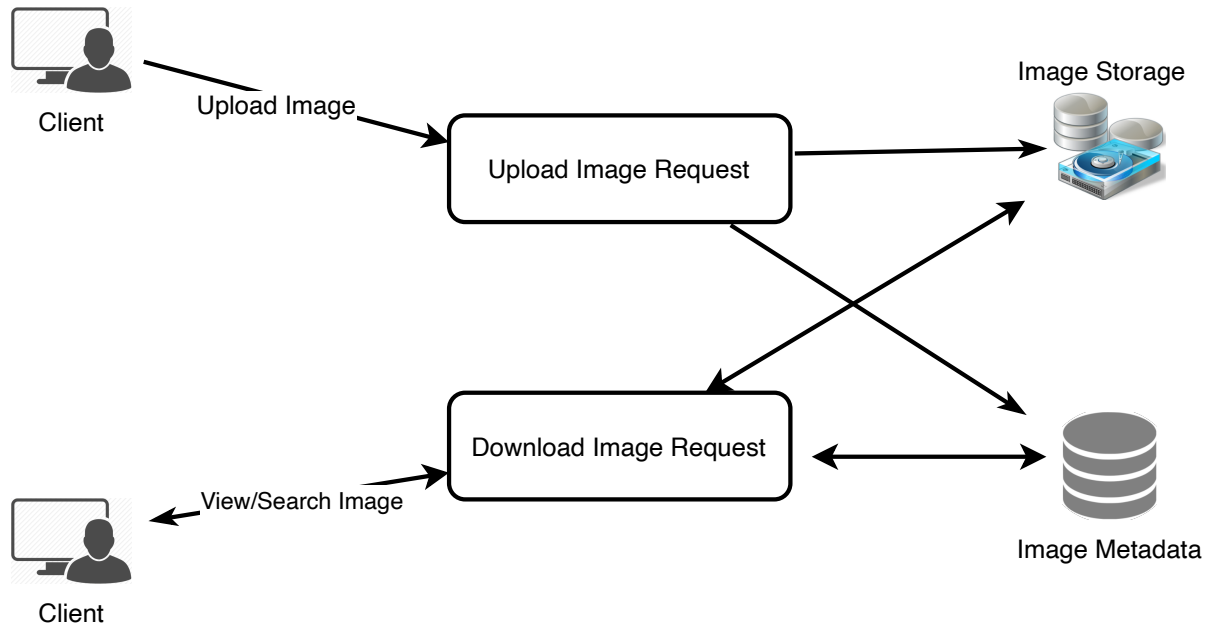 Image Storage
Upload Image
Client
Upload Image Request
Download Image Request
View/Search Image
Image Metadata
Client